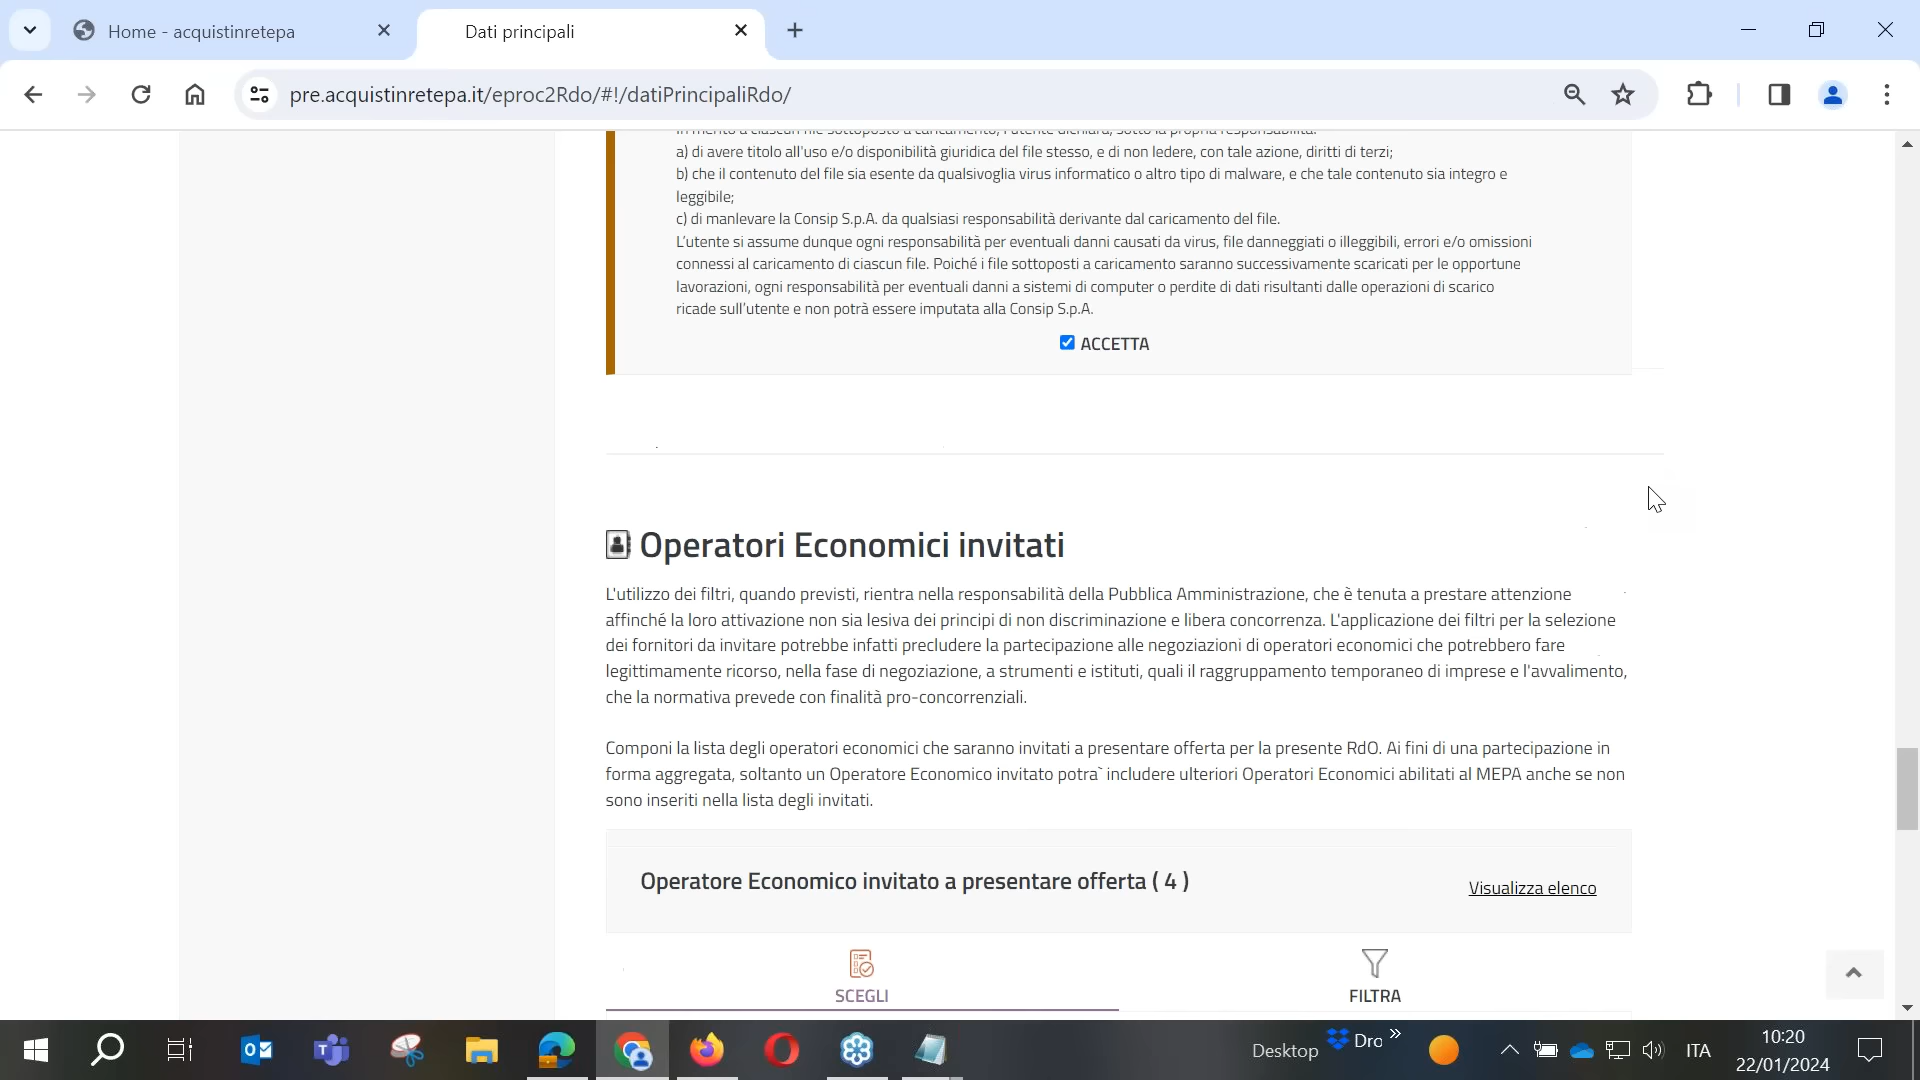 Home - acquistinretepa
Dati principali
pre.acquistinretepa.it/eproc2Rdo/#!/datiPrincipaliRdo/
In merito a ciascun file sottoposto a caricamento, l'utente dichiara, sotto la propria responsabilità:
a) di avere titolo all'uso e/o disponibilità giuridica del file stesso, e di non ledere, con tale azione, diritti di terzi;
b) che il contenuto del file sia esente da qualsivoglia virus informatico o altro tipo di malware, e che tale contenuto sia integro e
leggibile;
c) di manlevare la Consip S.p.A. da qualsiasi responsabilità derivante dal caricamento del file.
L'utente si assume dunque ogni responsabilità per eventuali danni causati da virus, file danneggiati o illeggibili, errori e/o omissioni
connessi al caricamento di ciascun file. Poiché i file sottoposti a caricamento saranno successivamente scaricati per le opportune
lavorazioni, ogni responsabilità per eventuali danni a sistemi di computer o perdite di dati risultanti dalle operazioni di scarico
ricade sull'utente e non potrà essere imputata alla Consip S.p.A.
ACCETTA
Operatori Economici invitati
L'utilizzo dei filtri, quando previsti, rientra nella responsabilità della Pubblica Amministrazione, che è tenuta a prestare attenzione
affinché la loro attivazione non sia lesiva dei principi di non discriminazione e libera concorrenza. L'applicazione dei filtri per la selezione
dei fornitori da invitare potrebbe infatti precludere la partecipazione alle negoziazioni di operatori economici che potrebbero fare
legittimamente ricorso, nella fase di negoziazione, a strumenti e istituti, quali il raggruppamento temporaneo di imprese e l'avvalimento,
che la normativa prevede con finalità pro-concorrenziali.
Componi la lista degli operatori economici che saranno invitati a presentare offerta per la presente RdO. Ai fini di una partecipazione in
forma aggregata, soltanto un Operatore Economico invitato potra` includere ulteriori Operatori Economici abilitati al MEPA anche se non
sono inseriti nella lista degli invitati.
Operatore Economico invitato a presentare offerta ( 4 )
Visualizza elenco
SCEGLI
FILTRA
Desktop
Dro
ITA
10:20
22/01/2024